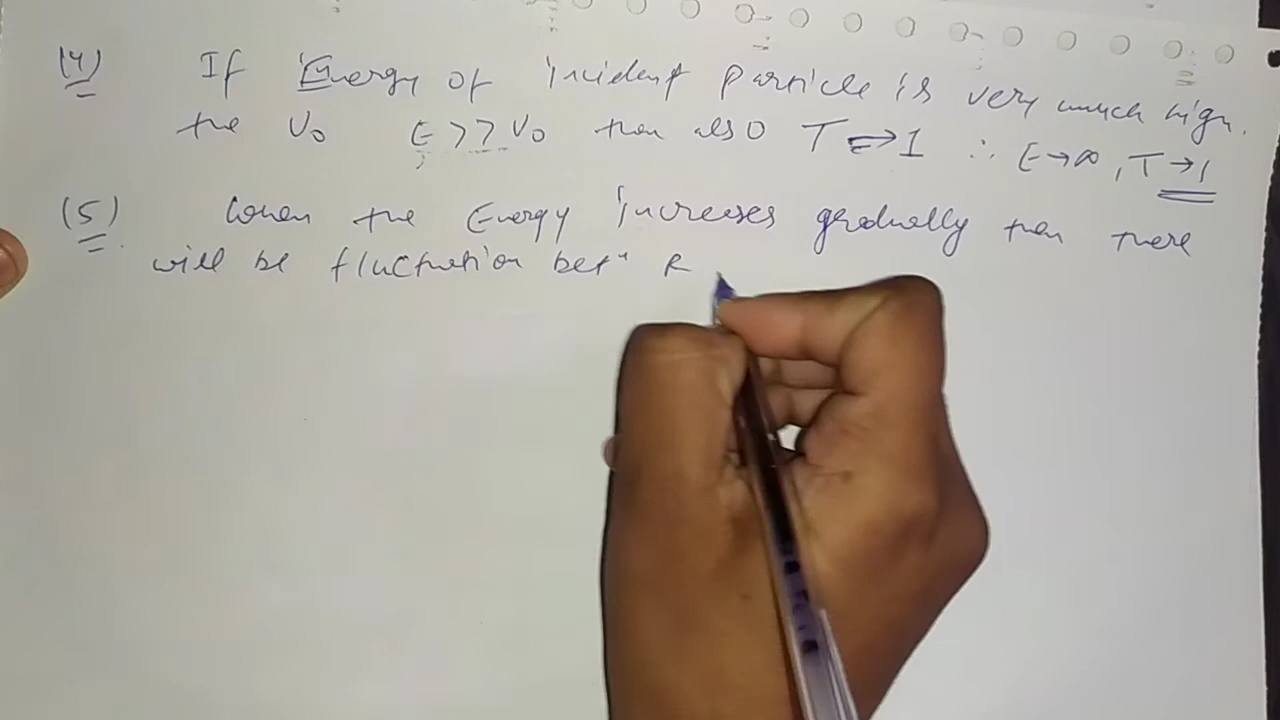 (4) If Energy of incident particle is very much high.
the V₀ E >> V₀ then also T ⇒ 1 ∴ E→∞, T→1
(5) When the Energy increases gradually then there
will be fluctuation betⁿ R